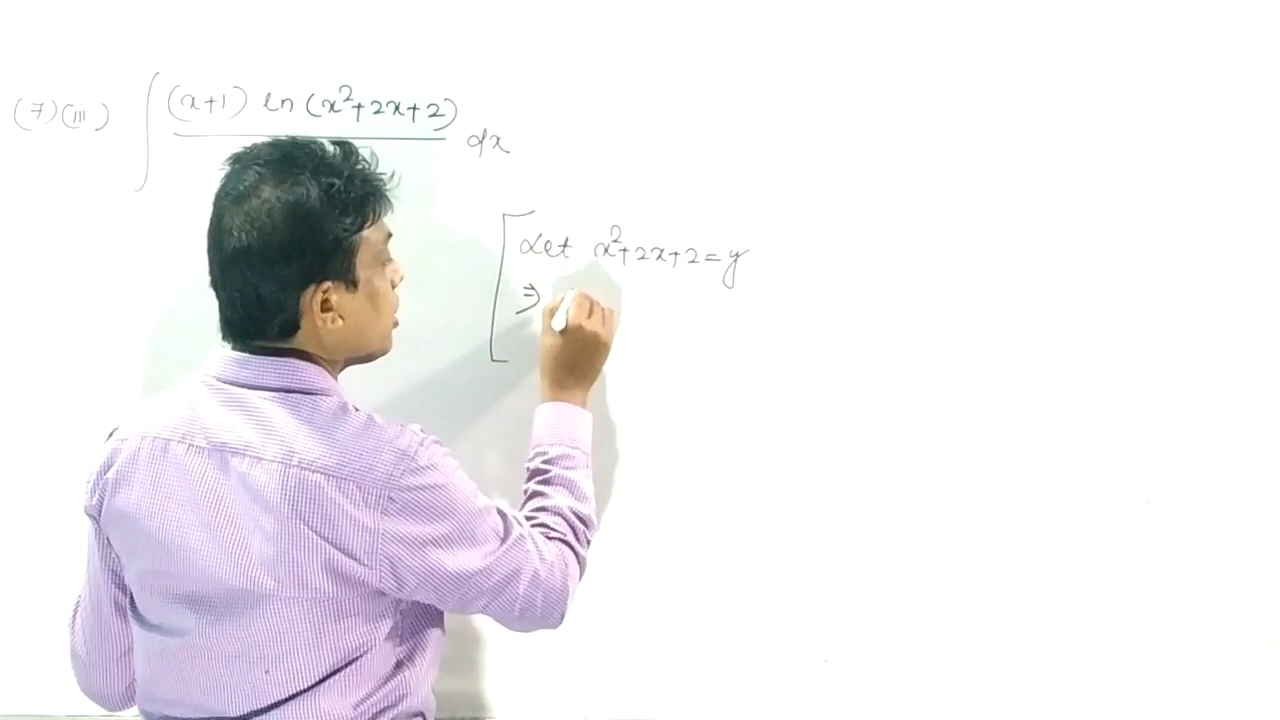 (7)(iii) ∫ (x+1) ln (x²+2x+2) dx
Let x²+2x+2=y
⇒